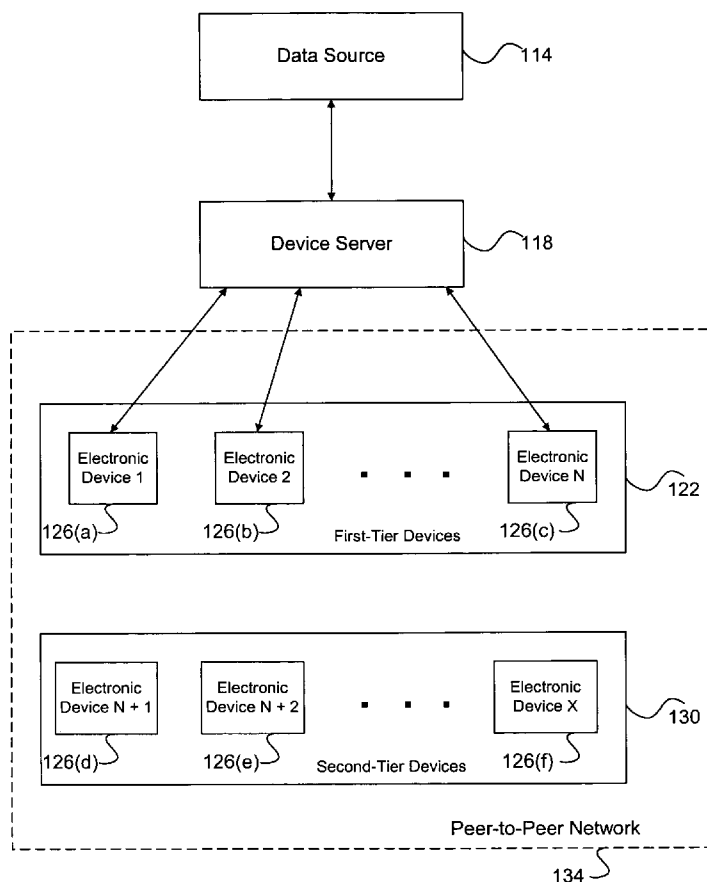 Data Source
114
Device Server
118
Electronic
Device 1
Electronic
Device 2
Electronic
Device N
122
126(a)
126(b)
126(c)
First-Tier Devices
Electronic
Device N + 1
Electronic
Device N + 2
Electronic
Device X
130
126(d)
126(e)
126(f)
Second-Tier Devices
Peer-to-Peer Network
134